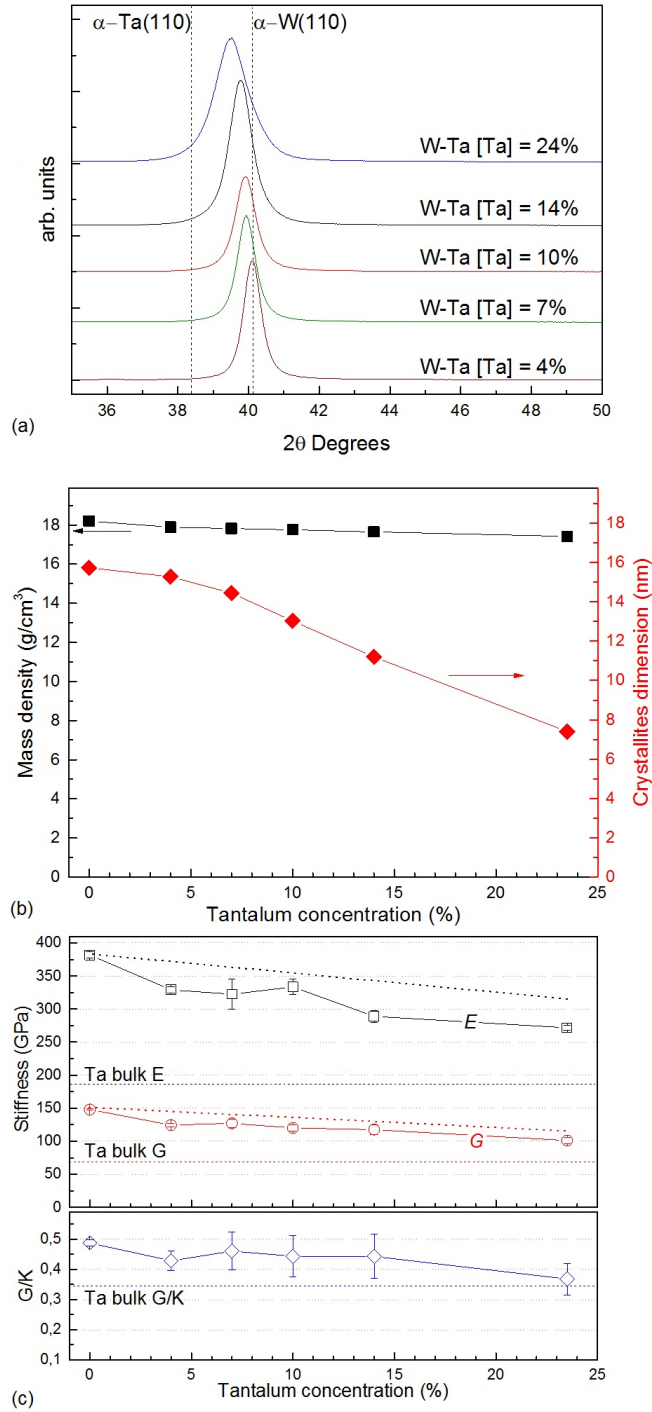 α–Ta(110) α–W(110)
W-Ta [Ta] = 24%
W-Ta [Ta] = 14%
W-Ta [Ta] = 10%
W-Ta [Ta] = 7%
W-Ta [Ta] = 4%
arb. units
36 38 40 42 44 46 48 50
2θ Degrees
(a)
18
16
14
12
10
8
6
4
2
0
Mass density (g/cm³)
18
16
14
12
10
8
6
4
2
0
Crystallites dimension (nm)
0 5 10 15 20 25
Tantalum concentration (%)
(b)
400
350
300
250
200
150
100
50
0
Stiffness (GPa)
E
Ta bulk E
G
Ta bulk G
0,5
0,4
0,3
0,2
0,1
G/K
Ta bulk G/K
0 5 10 15 20 25
Tantalum concentration (%)
(c)